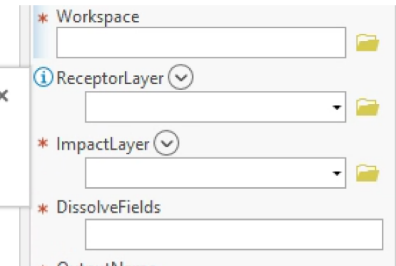 * Workspace
ReceptorLayer
* ImpactLayer
* DissolveFields